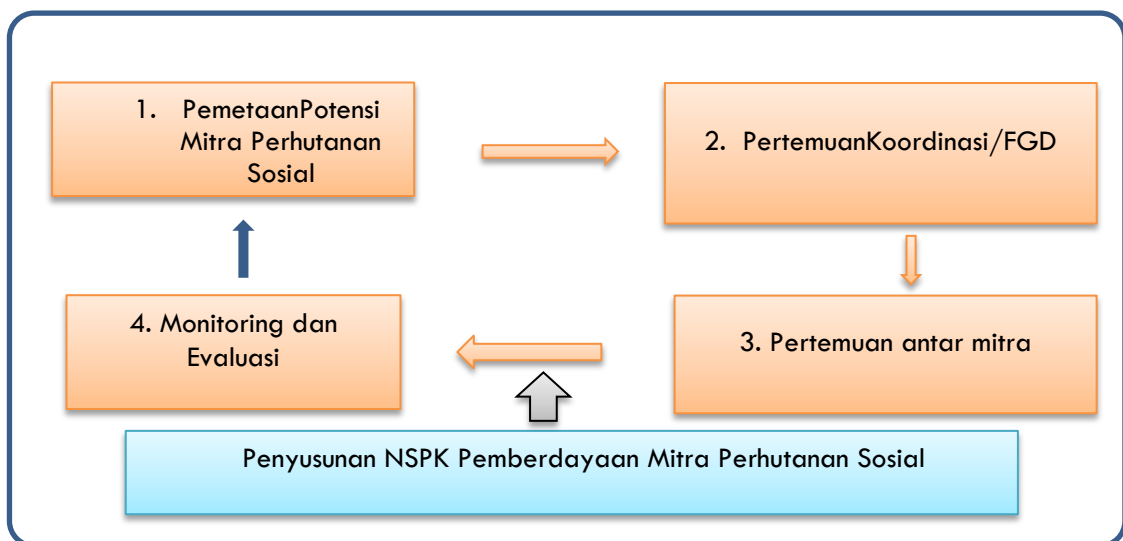 1. PemetaanPotensi
Mitra Perhutanan
Sosial
2. PertemuanKoordinasi/FGD
3. Pertemuan antar mitra
4. Monitoring dan
Evaluasi
Penyusunan NSPK Pemberdayaan Mitra Perhutanan Sosial